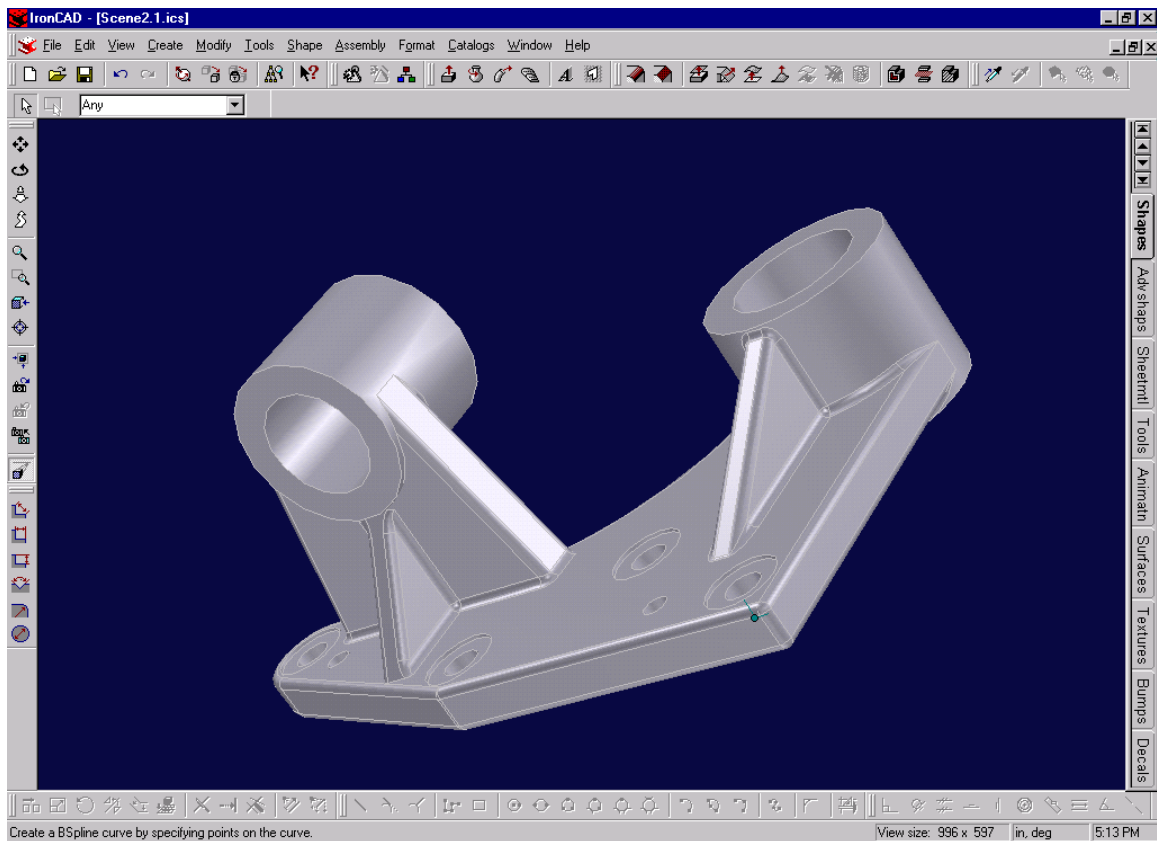 IronCAD - [Scene2.1.ics]
File Edit View Create Modify Tools Shape Assembly Format Catalogs Window Help
Any
Shapes
Advshaps
Sheetmtl
Tools
Animatn
Surfaces
Textures
Bumps
Decals
Create a BSpline curve by specifying points on the curve.
View size: 996 x 597 in, deg 5:13 PM